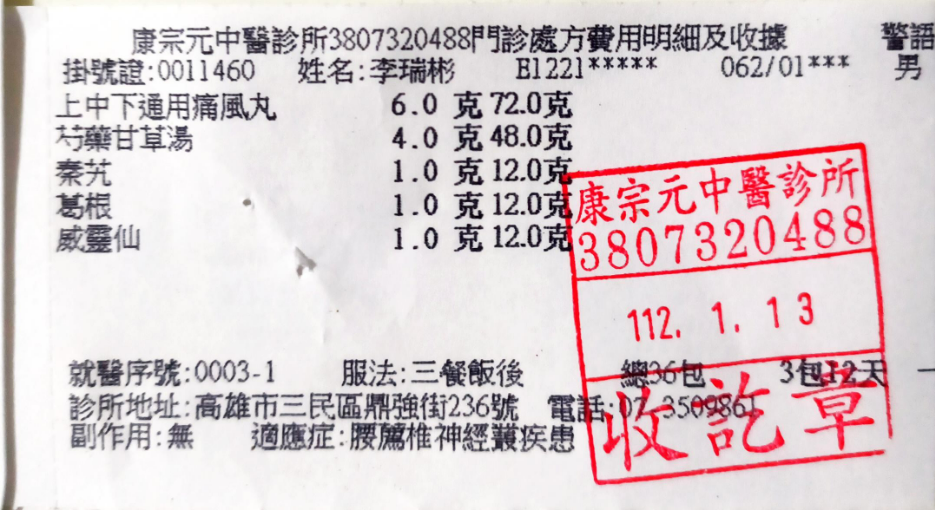 康宗元中醫診所3807320488門診處方費用明細及收據 警語
掛號證:0011460 姓名:李瑞彬 E1221***** 062/01*** 男
上中下通用痛風丸 6.0 克 72.0克
芍藥甘草湯 4.0 克 48.0克
秦艽 1.0 克 12.0克
葛根 1.0 克 12.0克
威靈仙 1.0 克 12.0克
康宗元中醫診所
3807320488
112. 1. 13
收訖章
就醫序號:0003-1 服法:三餐飯後 總36包 3包12天
診所地址:高雄市三民區鼎強街236號 電話:07-3509861
副作用:無 適應症:腰薦椎神經叢疾患